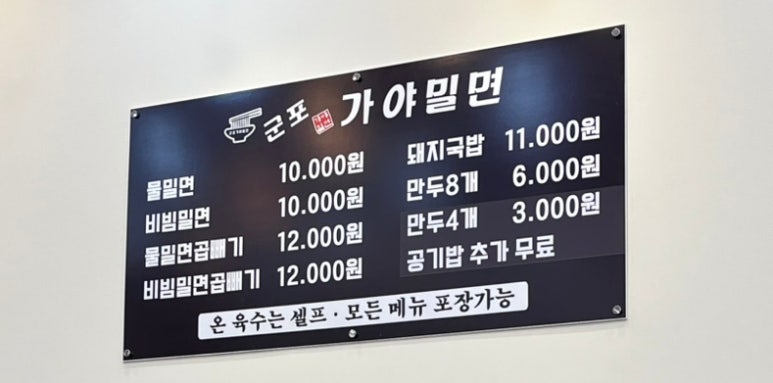 군포 가야밀면
물밀면 10.000원
비빔밀면 10.000원
물밀면곱빼기 12.000원
비빔밀면곱빼기 12.000원
돼지국밥 11.000원
만두8개 6.000원
만두4개 3.000원
공기밥 추가 무료
온 육수는 셀프 · 모든 메뉴 포장가능